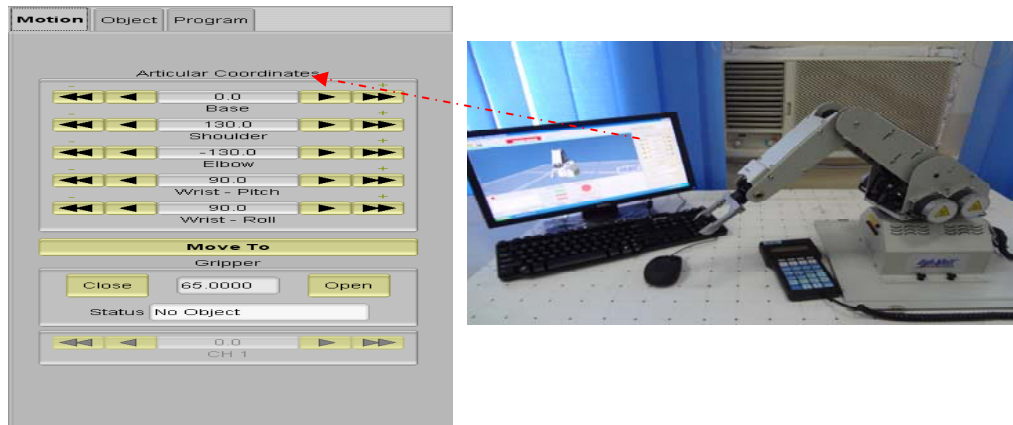 Motion Object Program
Articular Coordinates
- +
0.0
Base
- +
130.0
Shoulder
- +
-130.0
Elbow
- +
90.0
Wrist - Pitch
- +
90.0
Wrist - Roll
Move To
Gripper
Close 65.0000 Open
Status No Object
0.0
CH 1